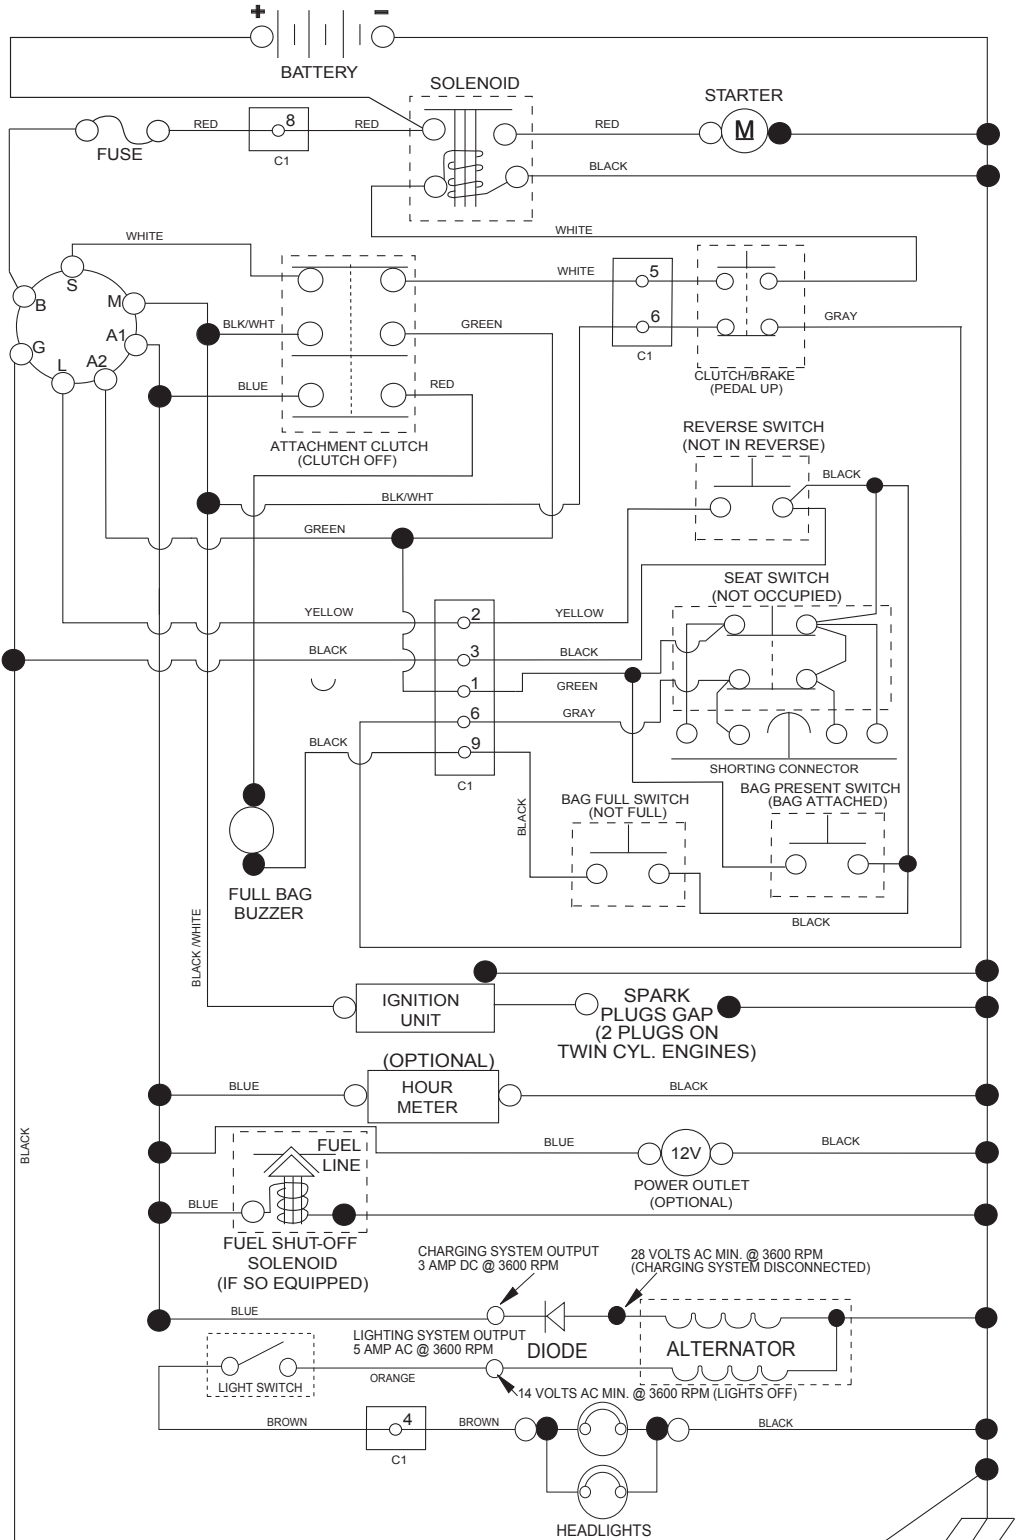 + −
BATTERY
SOLENOID
STARTER
RED
8
RED
RED
M
FUSE
C1
BLACK
WHITE
WHITE
S
B
M
WHITE
5
A1
BLK/WHT
GREEN
6
GRAY
G
L
A2
C1
BLUE
RED
CLUTCH/BRAKE
(PEDAL UP)
ATTACHMENT CLUTCH
(CLUTCH OFF)
REVERSE SWITCH
(NOT IN REVERSE)
BLACK
BLK/WHT
GREEN
SEAT SWITCH
(NOT OCCUPIED)
YELLOW
2
YELLOW
BLACK
3
BLACK
1
GREEN
6
GRAY
BLACK
9
C1
SHORTING CONNECTOR
BLACK
BAG FULL SWITCH
(NOT FULL)
BAG PRESENT SWITCH
(BAG ATTACHED)
FULL BAG
BUZZER
BLACK
BLACK /WHITE
IGNITION
UNIT
SPARK
PLUGS GAP
(2 PLUGS ON
TWIN CYL. ENGINES)
(OPTIONAL)
BLUE
HOUR
METER
BLACK
BLACK
FUEL
LINE
BLUE
12V
BLACK
POWER OUTLET
(OPTIONAL)
BLUE
FUEL SHUT-OFF
SOLENOID
(IF SO EQUIPPED)
CHARGING SYSTEM OUTPUT
3 AMP DC @ 3600 RPM
28 VOLTS AC MIN. @ 3600 RPM
(CHARGING SYSTEM DISCONNECTED)
BLUE
LIGHTING SYSTEM OUTPUT
5 AMP AC @ 3600 RPM
DIODE
ALTERNATOR
LIGHT SWITCH
ORANGE
14 VOLTS AC MIN. @ 3600 RPM (LIGHTS OFF)
BROWN
4
BROWN
BLACK
C1
HEADLIGHTS